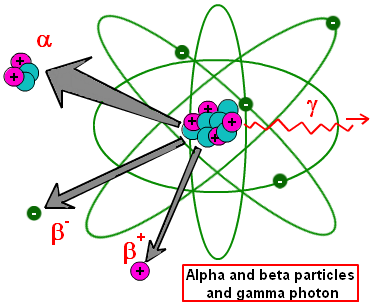 α
γ
β-
β+
Alpha and beta particles
and gamma photon